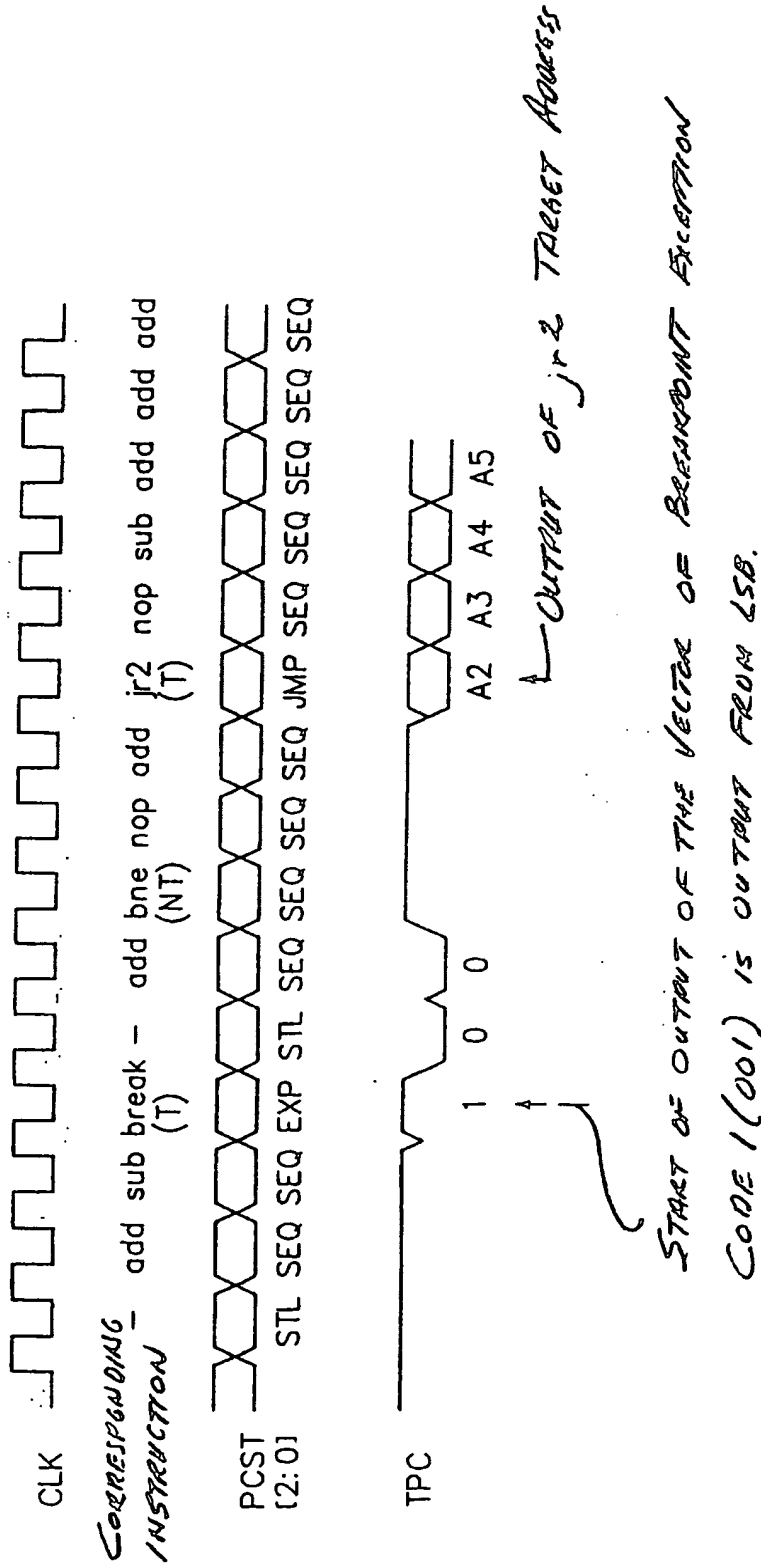 CLK
CORRESPONDING INSTRUCTION
— add sub break — add bne nop add jr2 nop sub add add add
(T) (NT) (T)
PCST [2:0]
STL SEQ SEQ EXP STL SEQ SEQ SEQ SEQ JMP SEQ SEQ SEQ SEQ SEQ
TPC
1 0 0 A2 A3 A4 A5
OUTPUT OF jr2 TARGET ADDRESS
START OF OUTPUT OF THE VECTOR OF BREAKPOINT EXCEPTION
CODE 1(001) IS OUTPUT FROM LSB.